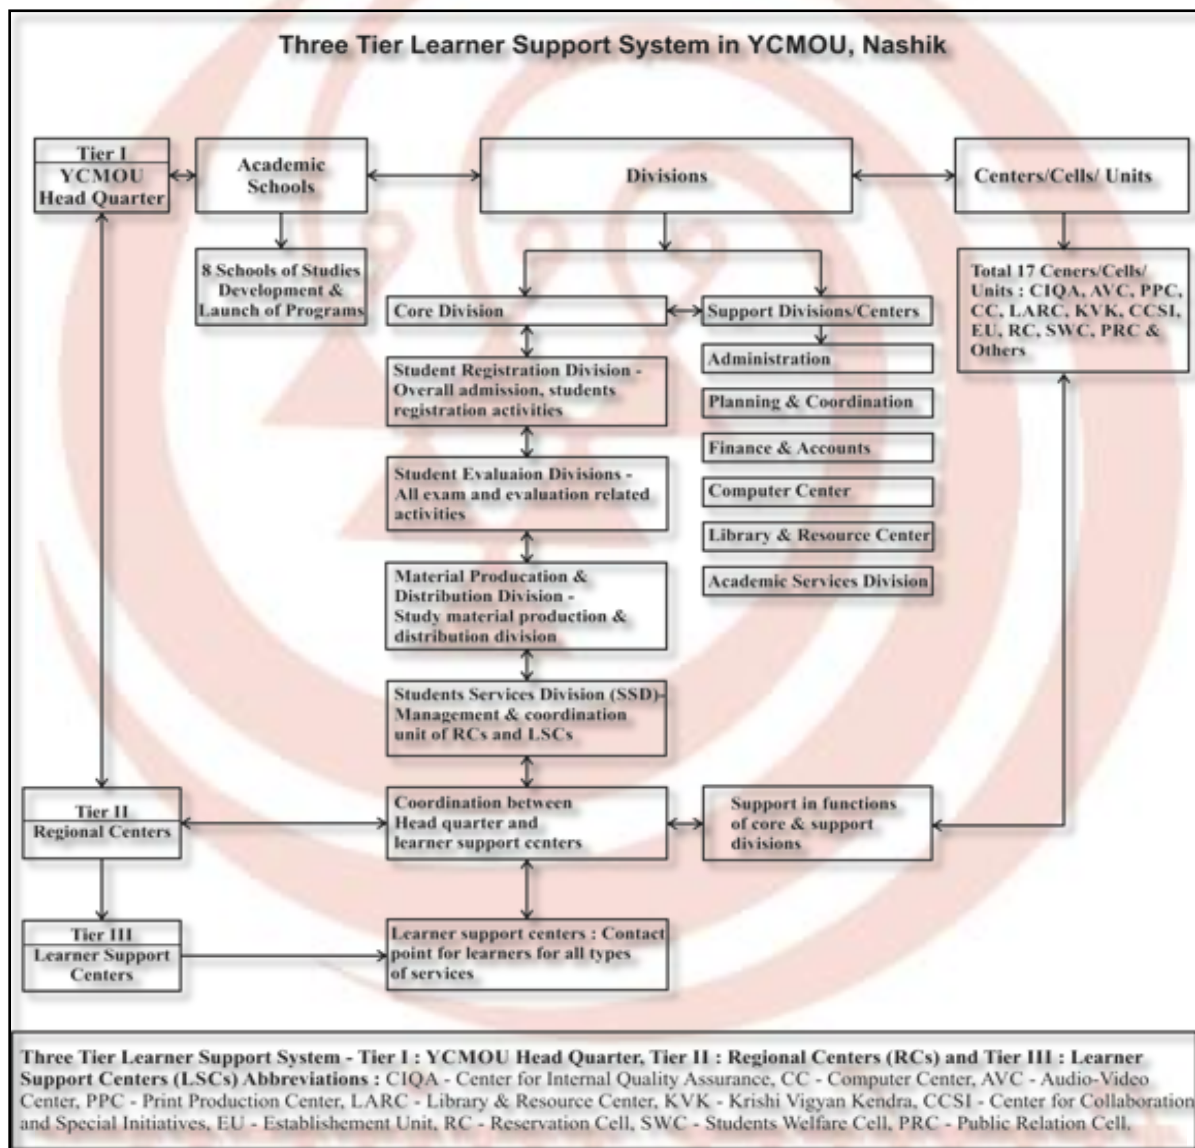 Three Tier Learner Support System in YCMOU, Nashik
Tier I
YCMOU
Head Quarter
Academic
Schools
Divisions
Centers/Cells/ Units
8 Schools of Studies
Development &
Launch of Programs
Core Division
Support Divisions/Centers
Total 17 Ceners/Cells/
Units : CIQA, AVC, PPC,
CC, LARC, KVK, CCSI,
EU, RC, SWC, PRC &
Others
Student Registration Division -
Overall admission, students
registration activities
Student Evaluaion Divisions -
All exam and evaluation related
activities
Material Producation &
Distribution Division -
Study material production &
distribution division
Students Services Division (SSD)-
Management & coordination
unit of RCs and LSCs
Administration
Planning & Coordination
Finance & Accounts
Computer Center
Library & Resource Center
Academic Services Division
Tier II
Regional Centers
Coordination between
Head quarter and
learner support centers
Support in functions
of core & support
divisions
Tier III
Learner Support
Centers
Learner support centers : Contact
point for learners for all types
of services
Three Tier Learner Support System - Tier I : YCMOU Head Quarter, Tier II : Regional Centers (RCs) and Tier III : Learner
Support Centers (LSCs) Abbreviations : CIQA - Center for Internal Quality Assurance, CC - Computer Center, AVC - Audio-Video
Center, PPC - Print Production Center, LARC - Library & Resource Center, KVK - Krishi Vigyan Kendra, CCSI - Center for Collaboration
and Special Initiatives, EU - Establishement Unit, RC - Reservation Cell, SWC - Students Welfare Cell, PRC - Public Relation Cell,